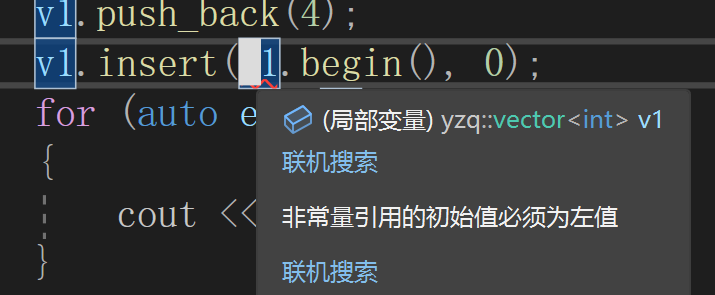 v1.push_back(4);
v1.insert( 1.begin(), 0);
for (auto e
(局部变量) yzq::vector<int> v1
联机搜索
{
非常量引用的初始值必须为左值
cout <<
联机搜索
}